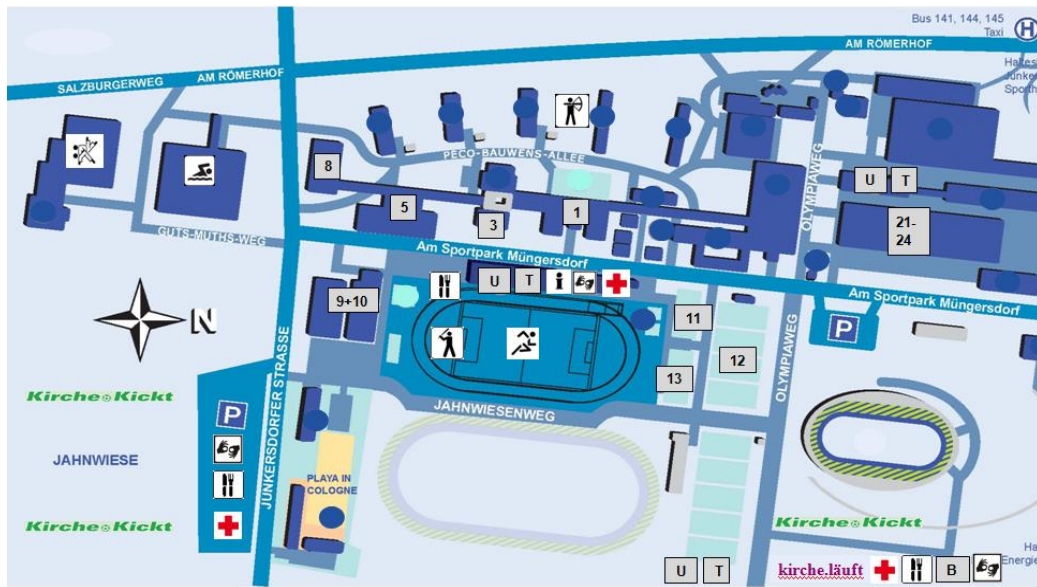 Bus 141, 144, 145
Taxi
H
AM RÖMERHOF
AM RÖMERHOF
SALZBURGERWEG
PECO-BAUWENS-ALLEE
8
5
3
1
U
T
21-
24
OLYMPIAWEG
GUTS-MUTHS-WEG
Am Sportpark Müngersdorf
Am Sportpark Müngersdorf
U
T
i
9+10
11
12
13
P
N
OLYMPIAWEG
JAHNWIESENWEG
JUNKERSDORFER STRASSE
Kirche Kickt
P
JAHNWIESE
PLAYA IN
COLOGNE
Kirche Kickt
Kirche Kickt
kirche.läuft
B
U
T